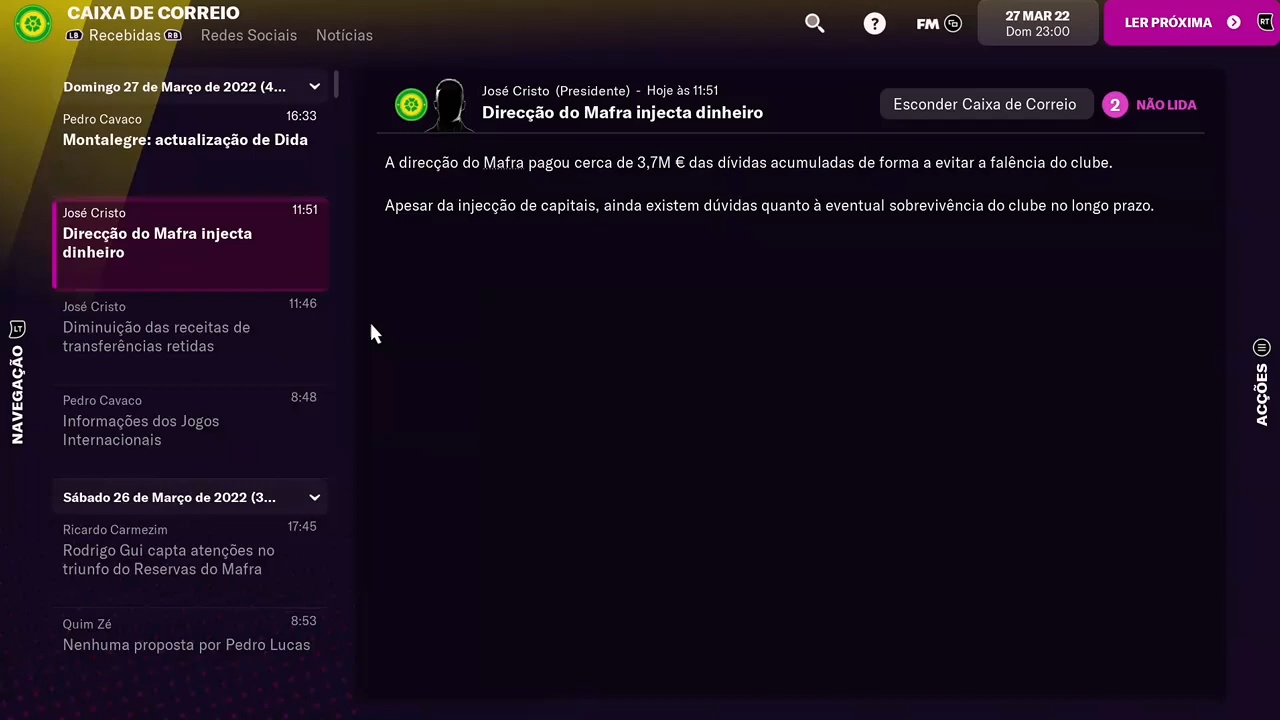 CAIXA DE CORREIO
LB Recebidas RB Redes Sociais Notícias
?
FM
27 MAR 22
Dom 23:00
LER PRÓXIMA
RT
LT
NAVEGAÇÃO
Domingo 27 de Março de 2022 (4...
Pedro Cavaco 16:33
Montalegre: actualização de Dida
José Cristo 11:51
Direcção do Mafra injecta
dinheiro
José Cristo 11:46
Diminuição das receitas de
transferências retidas
Pedro Cavaco 8:48
Informações dos Jogos
Internacionais
Sábado 26 de Março de 2022 (3...
Ricardo Carmezim 17:45
Rodrigo Gui capta atenções no
triunfo do Reservas do Mafra
Quim Zé 8:53
Nenhuma proposta por Pedro Lucas
José Cristo (Presidente) - Hoje às 11:51
Direcção do Mafra injecta dinheiro
Esconder Caixa de Correio
2 NÃO LIDA
A direcção do Mafra pagou cerca de 3,7M € das dívidas acumuladas de forma a evitar a falência do clube.
Apesar da injecção de capitais, ainda existem dúvidas quanto à eventual sobrevivência do clube no longo prazo.
ACÇÕES